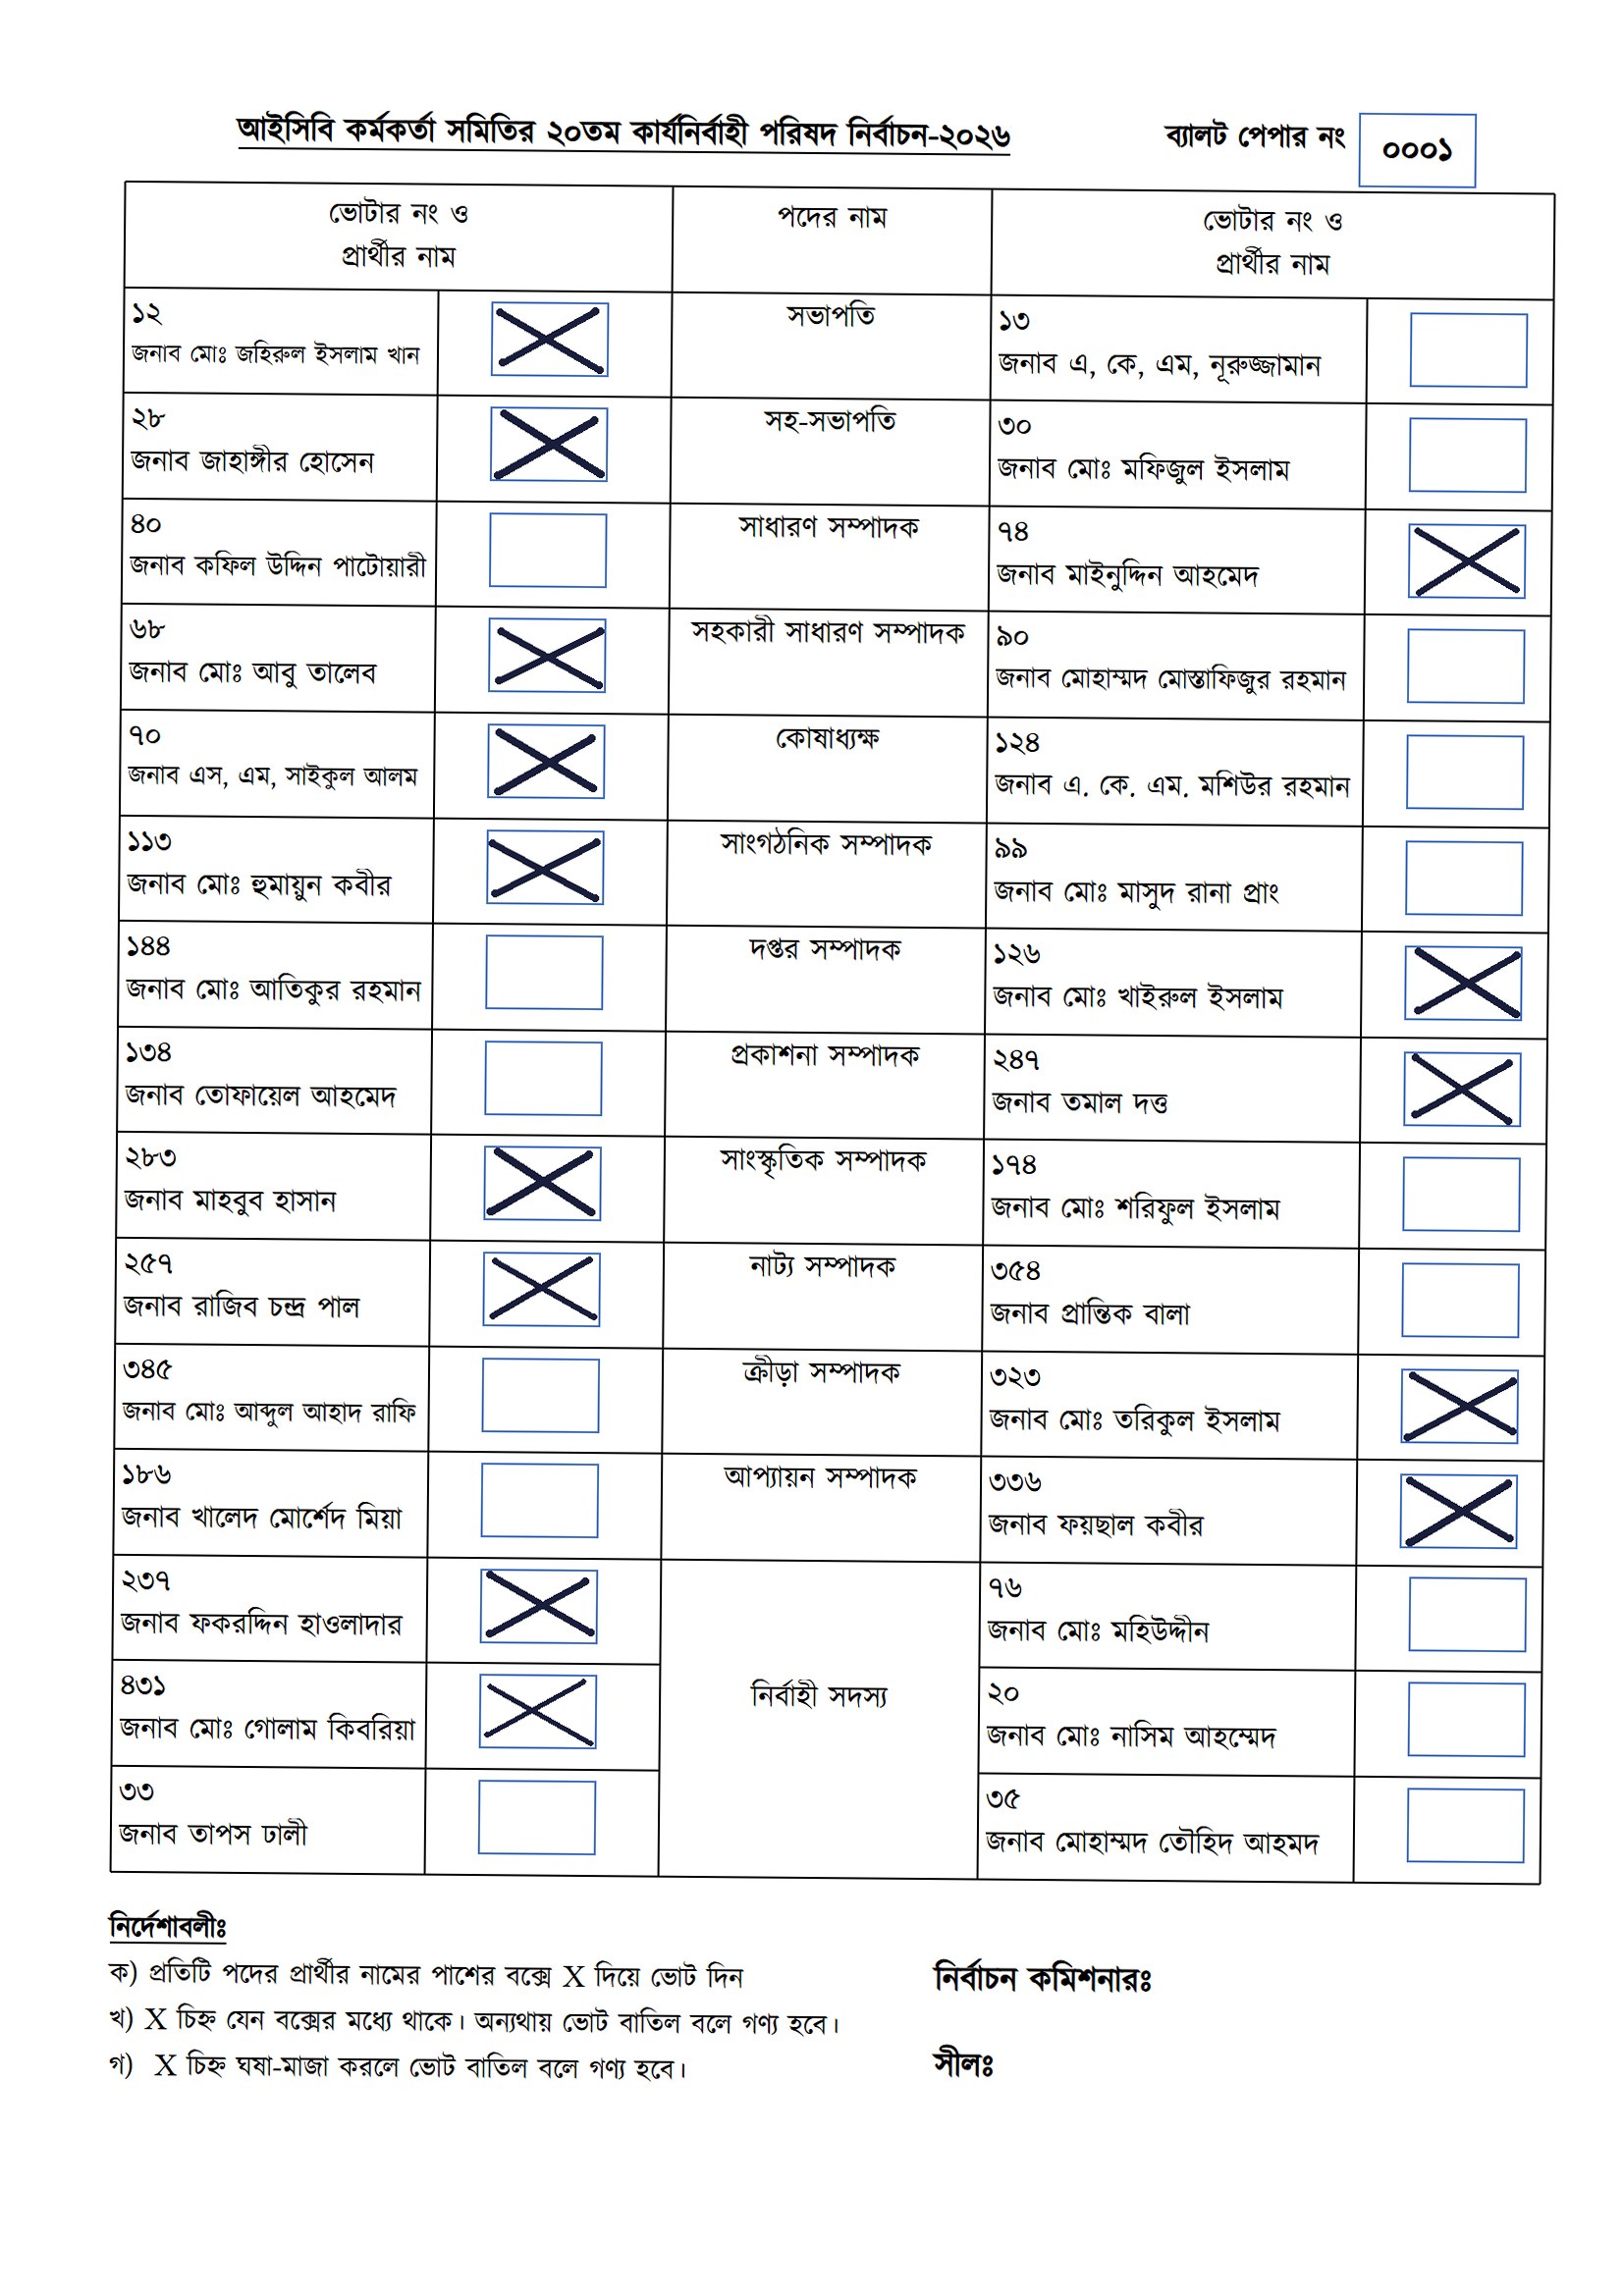 আইসিবি কর্মকর্তা সমিতির ২০তম কার্যনির্বাহী পরিষদ নির্বাচন-২০২৬ ব্যালট পেপার নং ০০০১
ভোটার নং ও
প্রার্থীর নাম
পদের নাম
ভোটার নং ও
প্রার্থীর নাম
১২
জনাব মোঃ জহিরুল ইসলাম খান
সভাপতি
১৩
জনাব এ, কে, এম, নূরুজ্জামান
২৮
জনাব জাহাঙ্গীর হোসেন
সহ-সভাপতি
৩০
জনাব মোঃ মফিজুল ইসলাম
৪০
জনাব কফিল উদ্দিন পাটোয়ারী
সাধারণ সম্পাদক
৭৪
জনাব মাইনুদ্দিন আহমেদ
৬৮
জনাব মোঃ আবু তালেব
সহকারী সাধারণ সম্পাদক
৯০
জনাব মোহাম্মদ মোস্তাফিজুর রহমান
৭০
জনাব এস, এম, সাইকুল আলম
কোষাধ্যক্ষ
১২৪
জনাব এ. কে. এম. মশিউর রহমান
১১৩
জনাব মোঃ হুমায়ুন কবীর
সাংগঠনিক সম্পাদক
৯৯
জনাব মোঃ মাসুদ রানা প্রাং
১৪৪
জনাব মোঃ আতিকুর রহমান
দপ্তর সম্পাদক
১২৬
জনাব মোঃ খাইরুল ইসলাম
১৩৪
জনাব তোফায়েল আহমেদ
প্রকাশনা সম্পাদক
২৪৭
জনাব তমাল দত্ত
২৮৩
জনাব মাহবুব হাসান
সাংস্কৃতিক সম্পাদক
১৭৪
জনাব মোঃ শরিফুল ইসলাম
২৫৭
জনাব রাজিব চন্দ্র পাল
নাট্য সম্পাদক
৩৫৪
জনাব প্রান্তিক বালা
৩৪৫
জনাব মোঃ আব্দুল আহাদ রাফি
ক্রীড়া সম্পাদক
৩২৩
জনাব মোঃ তরিকুল ইসলাম
১৮৬
জনাব খালেদ মোর্শেদ মিয়া
আপ্যায়ন সম্পাদক
৩৩৬
জনাব ফয়ছাল কবীর
২৩৭
জনাব ফকরদ্দিন হাওলাদার
৭৬
জনাব মোঃ মহিউদ্দীন
৪৩১
জনাব মোঃ গোলাম কিবরিয়া
নির্বাহী সদস্য
২০
জনাব মোঃ নাসিম আহম্মেদ
৩৩
জনাব তাপস ঢালী
৩৫
জনাব মোহাম্মদ তৌহিদ আহমদ
নির্দেশাবলীঃ
ক) প্রতিটি পদের প্রার্থীর নামের পাশের বক্সে X দিয়ে ভোট দিন
নির্বাচন কমিশনারঃ
খ) X চিহ্ন যেন বক্সের মধ্যে থাকে। অন্যথায় ভোট বাতিল বলে গণ্য হবে।
গ) X চিহ্ন ঘষা-মাজা করলে ভোট বাতিল বলে গণ্য হবে।
সীলঃ